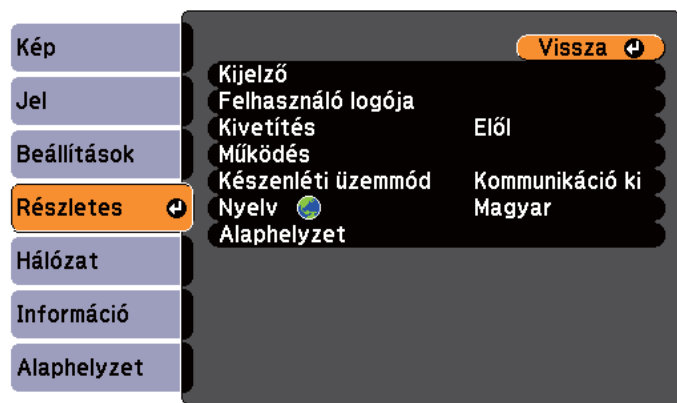 Kép
Jel
Beállítások
Részletes
Hálózat
Információ
Alaphelyzet
Vissza
Kijelző
Felhasználó logója
Kivetítés Elől
Működés
Készenléti üzemmód Kommunikáció ki
Nyelv Magyar
Alaphelyzet